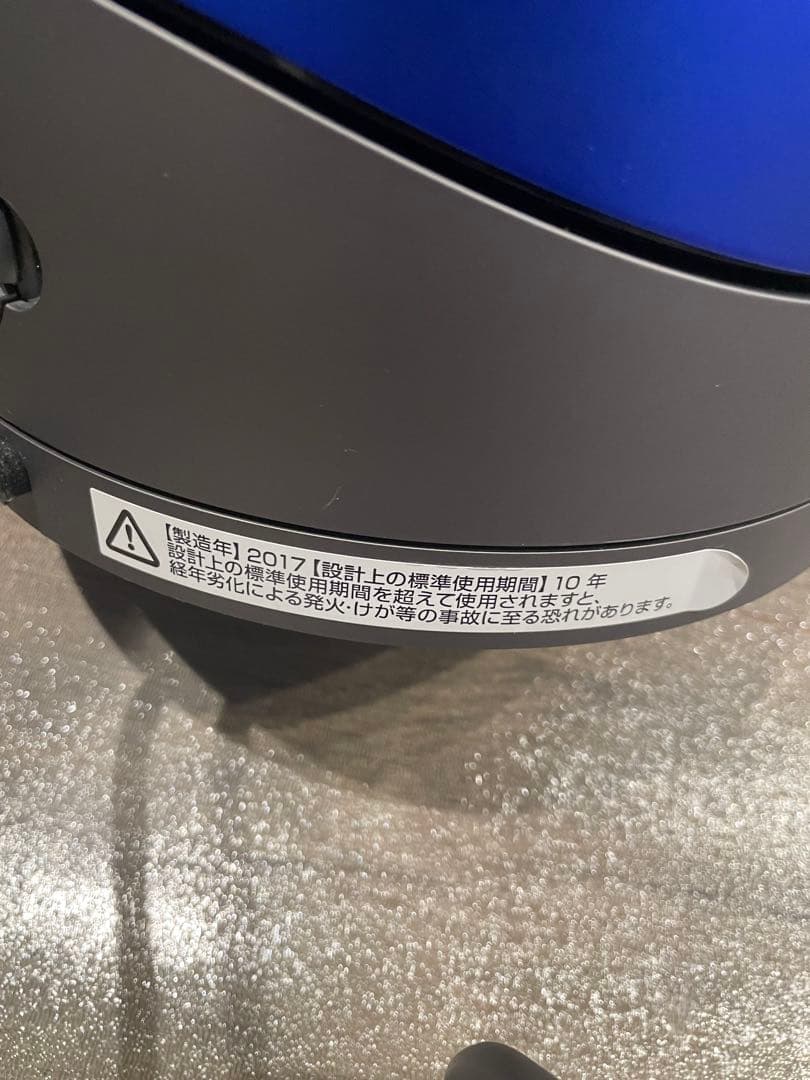 【製造年】2017【設計上の標準使用期間】10年
設計上の標準使用期間を超えて使用されますと、
経年劣化による発火・けが等の事故に至る恐れがあります。